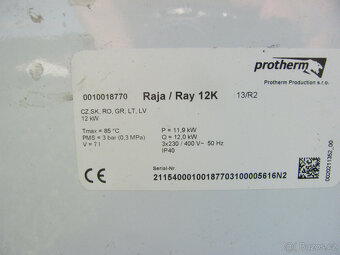 protherm
Protherm Production s.r.o.
0010018770 Raja / Ray 12K 13/R2
CZ, SK, RO, GR, LT, LV
12 kW
Tmax = 85 °C P = 11,9 kW
PMS = 3 bar (0,3 MPa) Q = 12,0 kW
V = 7 l 3x230 / 400 V~ 50 Hz
IP40
Serial-Nr
21154000100187703100005616N2
0020211352_00